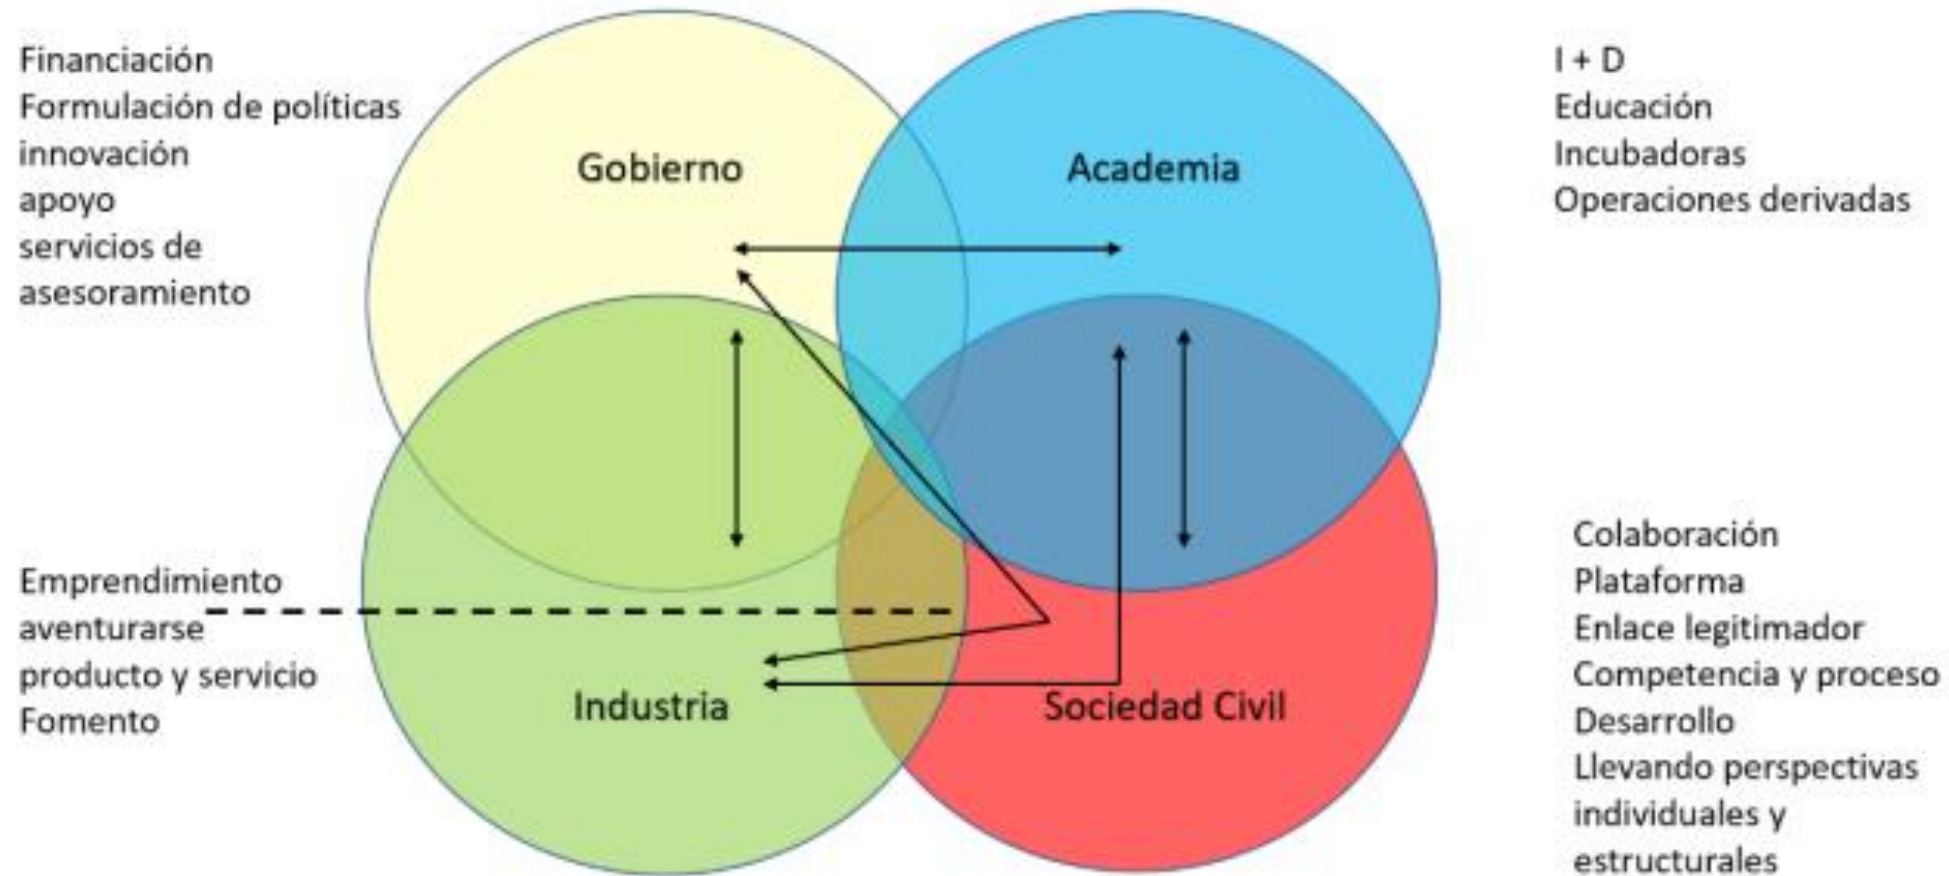 Financiación
Formulación de políticas
innovación
apoyo
servicios de
asesoramiento
Gobierno
Academia
I + D
Educación
Incubadoras
Operaciones derivadas
Emprendimiento
aventurarse
producto y servicio
Fomento
Industria
Sociedad Civil
Colaboración
Plataforma
Enlace legitimador
Competencia y proceso
Desarrollo
Llevando perspectivas
individuales y
estructurales